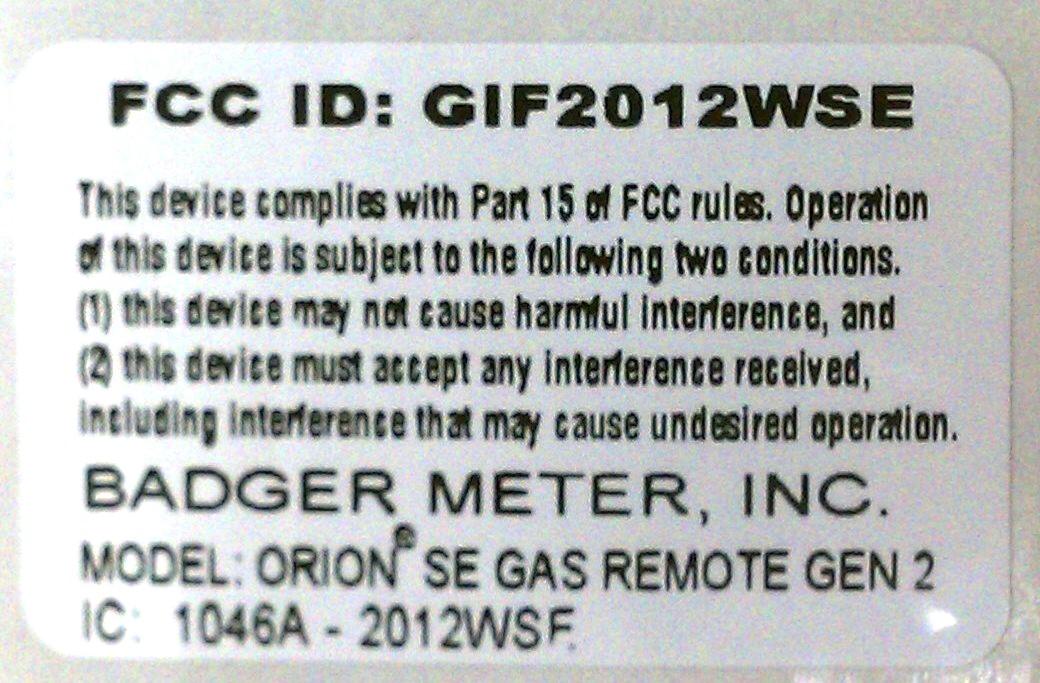 FCC ID: GIF2012WSE
This device complies with Part 15 of FCC rules. Operation
of this device is subject to the following two conditions.
(1) this device may not cause harmful interference, and
(2) this device must accept any interference received,
including interference that may cause undesired operation.
BADGER METER, INC.
MODEL: ORION® SE GAS REMOTE GEN 2
IC: 1046A -